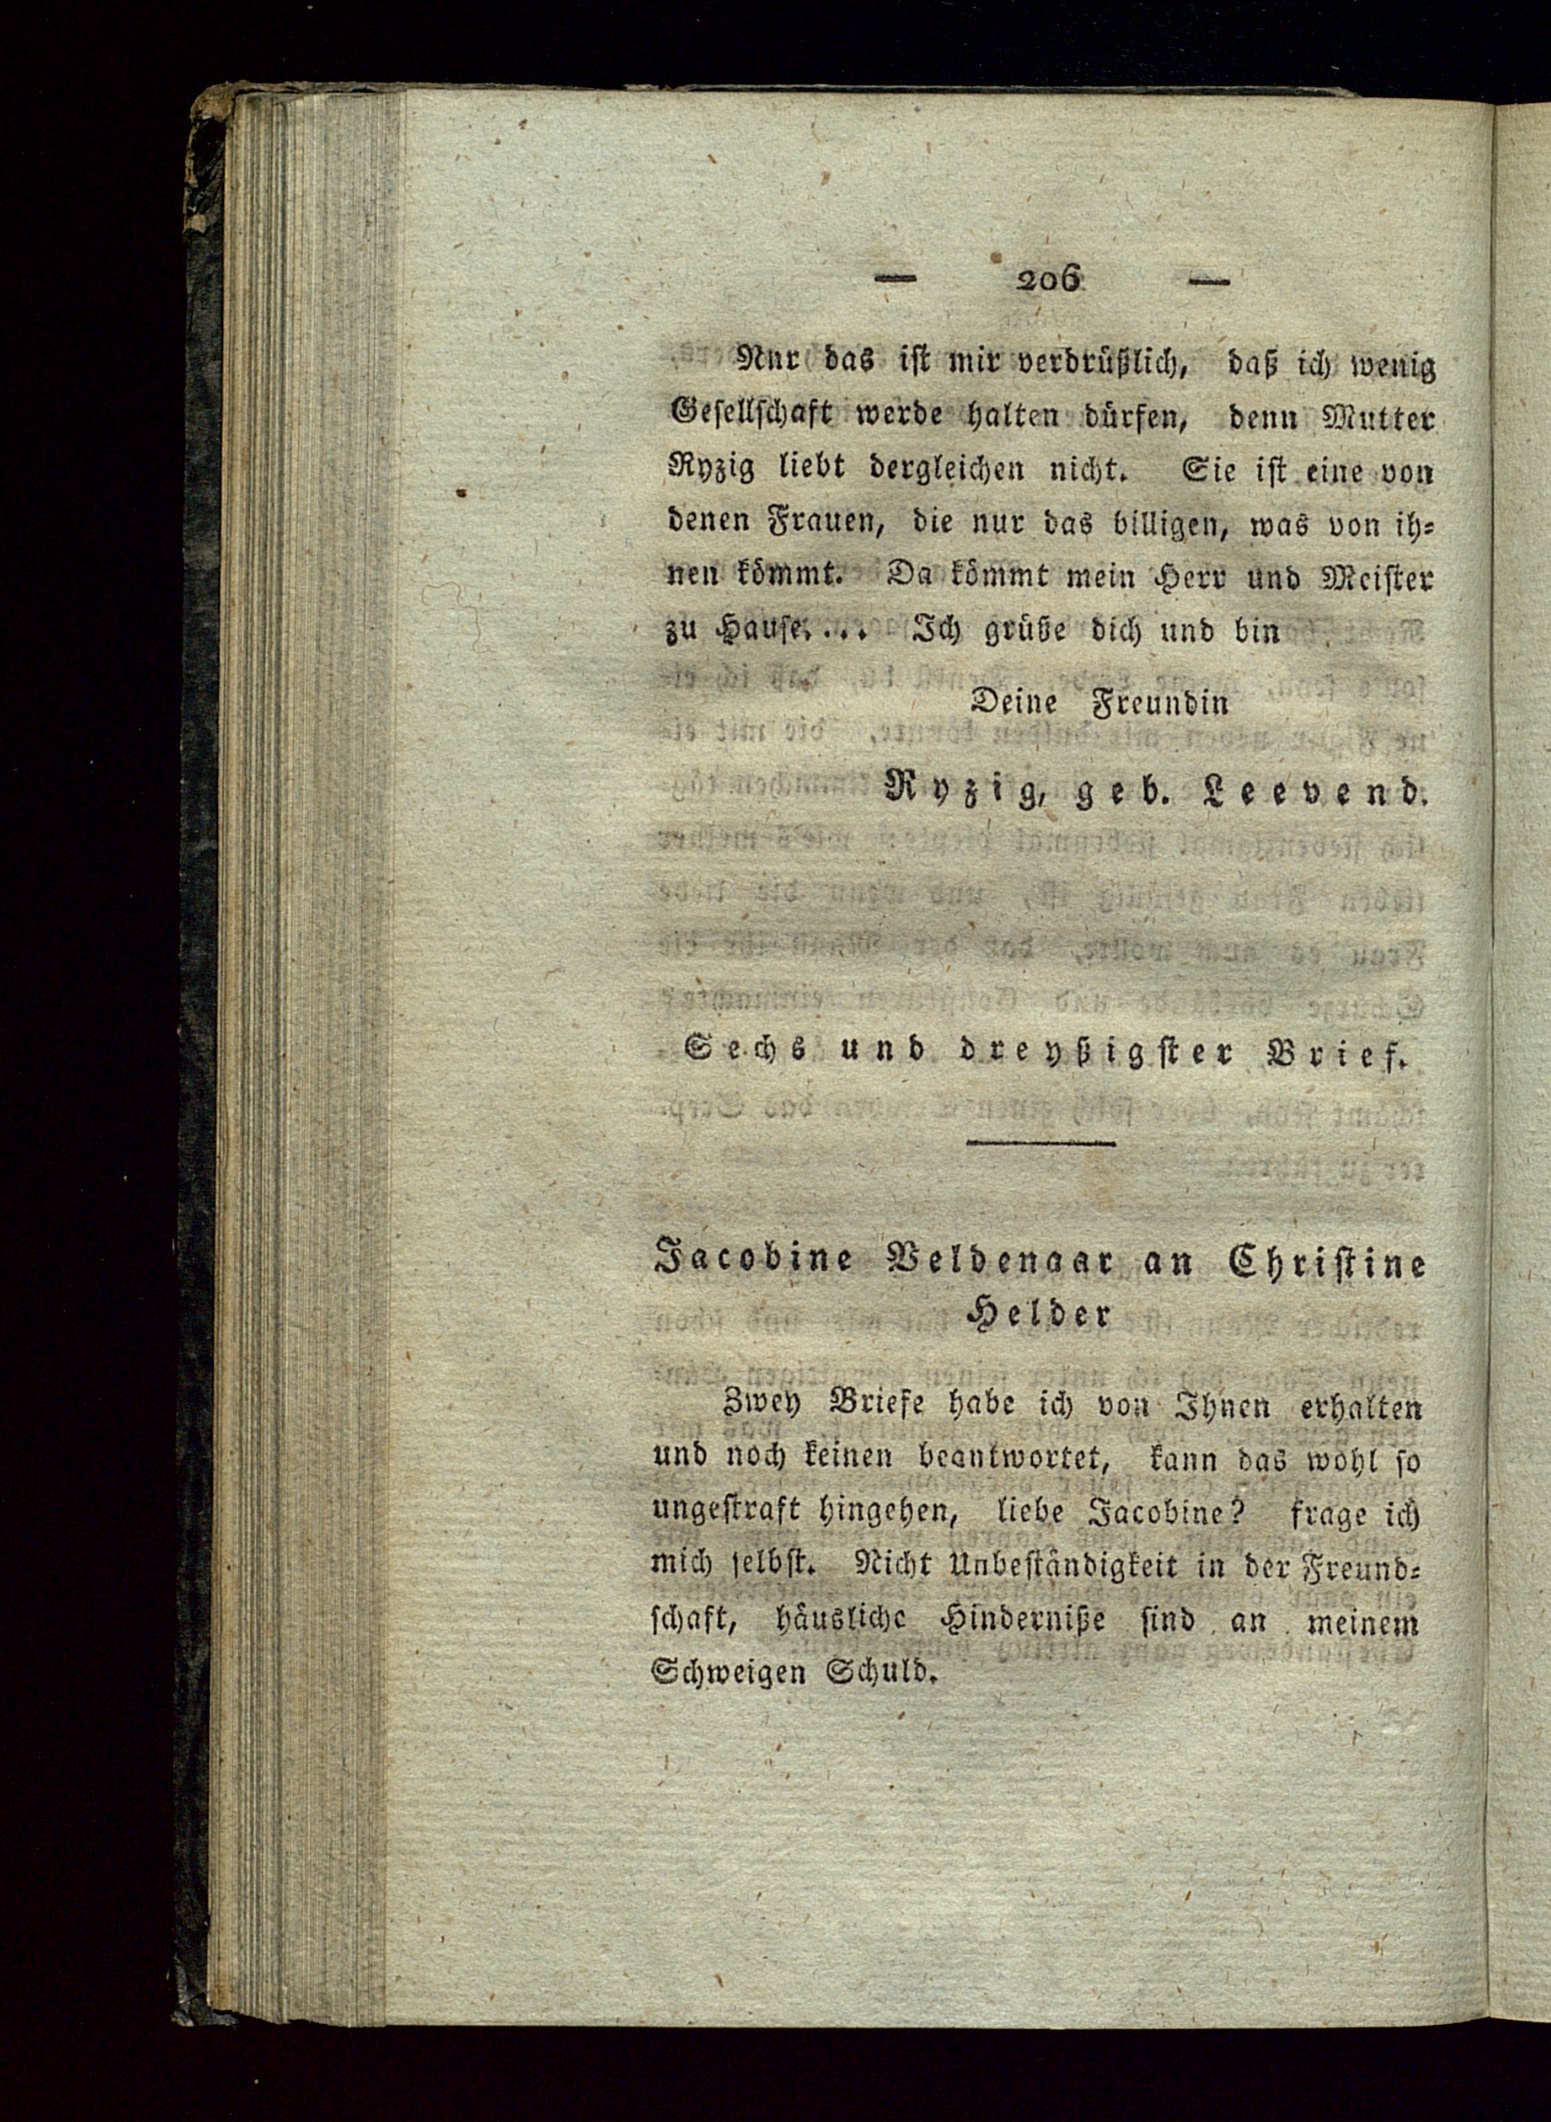 — 206 —
Nur das ist mir verdrüßlich, daß ich wenig
Gesellschaft werde halten dürfen, denn Mutter
Ryzig liebt dergleichen nicht. Sie ist eine von
denen Frauen, die nur das billigen, was von ih=
nen kömmt. Da kömmt mein Herr und Meister
zu Hause.... Ich grüße dich und bin
Deine Freundin
Ryzig, geb. Leevend.
Sechs und dreyßigster Brief.
Jacobine Veldenaar an Christine
Helder
Zwey Briefe habe ich von Ihnen erhalten
und noch keinen beantwortet, kann das wohl so
ungestraft hingehen, liebe Jacobine? frage ich
mich selbst. Nicht Unbeständigkeit in der Freund=
schaft, häusliche Hinderniße sind an meinem
Schweigen Schuld.